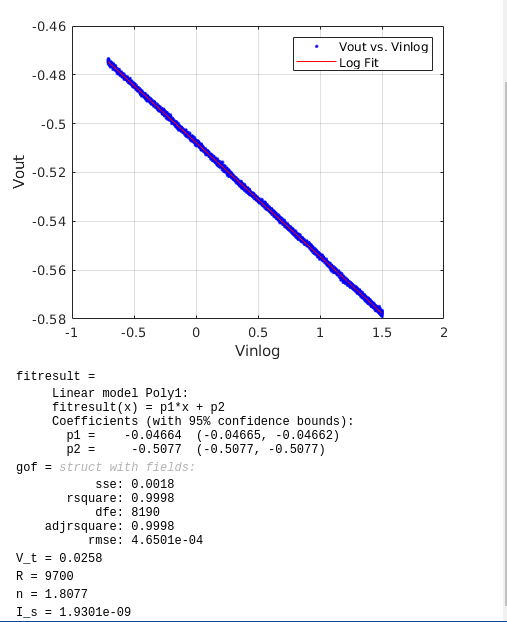 -0.46
Vout vs. Vinlog
Log Fit
-0.48
-0.5
Vout
-0.52
-0.54
-0.56
-0.58
-1 -0.5 0 0.5 1 1.5 2
Vinlog
fitresult =
Linear model Poly1:
fitresult(x) = p1*x + p2
Coefficients (with 95% confidence bounds):
p1 = -0.04664 (-0.04665, -0.04662)
p2 = -0.5077 (-0.5077, -0.5077)
gof = struct with fields:
sse: 0.0018
rsquare: 0.9998
dfe: 8190
adjrsquare: 0.9998
rmse: 4.6501e-04
V_t = 0.0258
R = 9700
n = 1.8077
I_s = 1.9301e-09